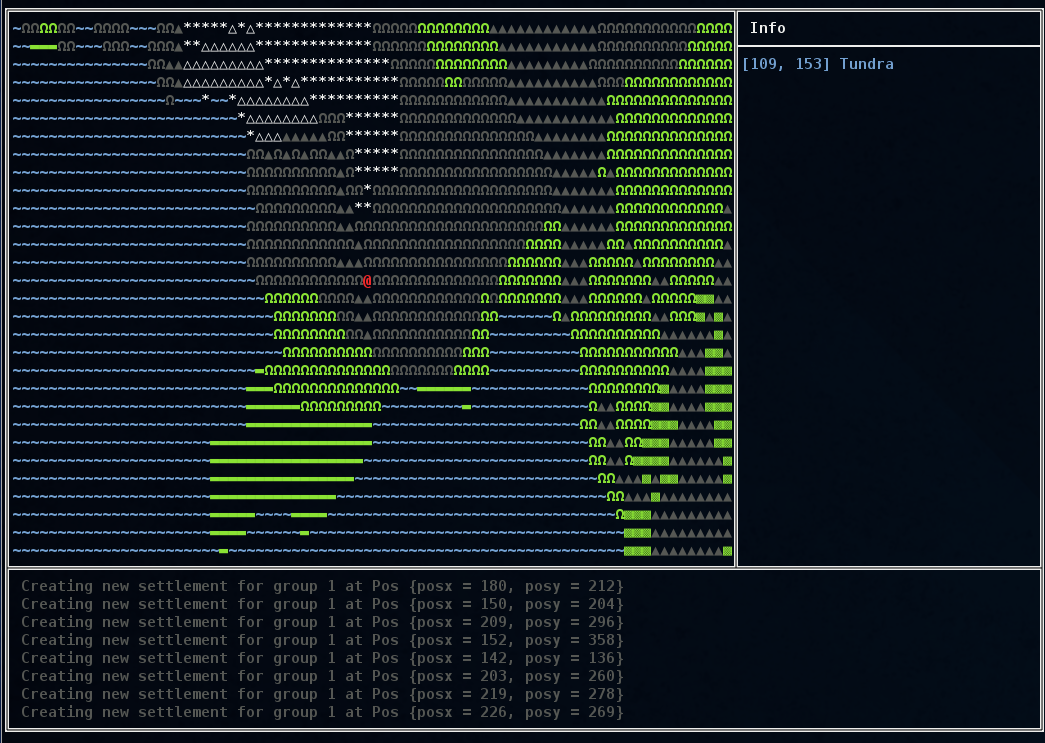 Info
[109, 153] Tundra
Creating new settlement for group 1 at Pos {posx = 180, posy = 212}
Creating new settlement for group 1 at Pos {posx = 150, posy = 204}
Creating new settlement for group 1 at Pos {posx = 209, posy = 296}
Creating new settlement for group 1 at Pos {posx = 152, posy = 358}
Creating new settlement for group 1 at Pos {posx = 142, posy = 136}
Creating new settlement for group 1 at Pos {posx = 203, posy = 260}
Creating new settlement for group 1 at Pos {posx = 219, posy = 278}
Creating new settlement for group 1 at Pos {posx = 226, posy = 269}